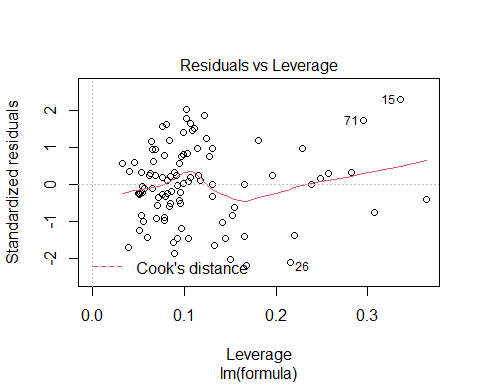 Residuals vs Leverage
Standardized residuals
2
1
0
-1
-2
15
71
26
Cook's distance
0.0 0.1 0.2 0.3
Leverage
lm(formula)